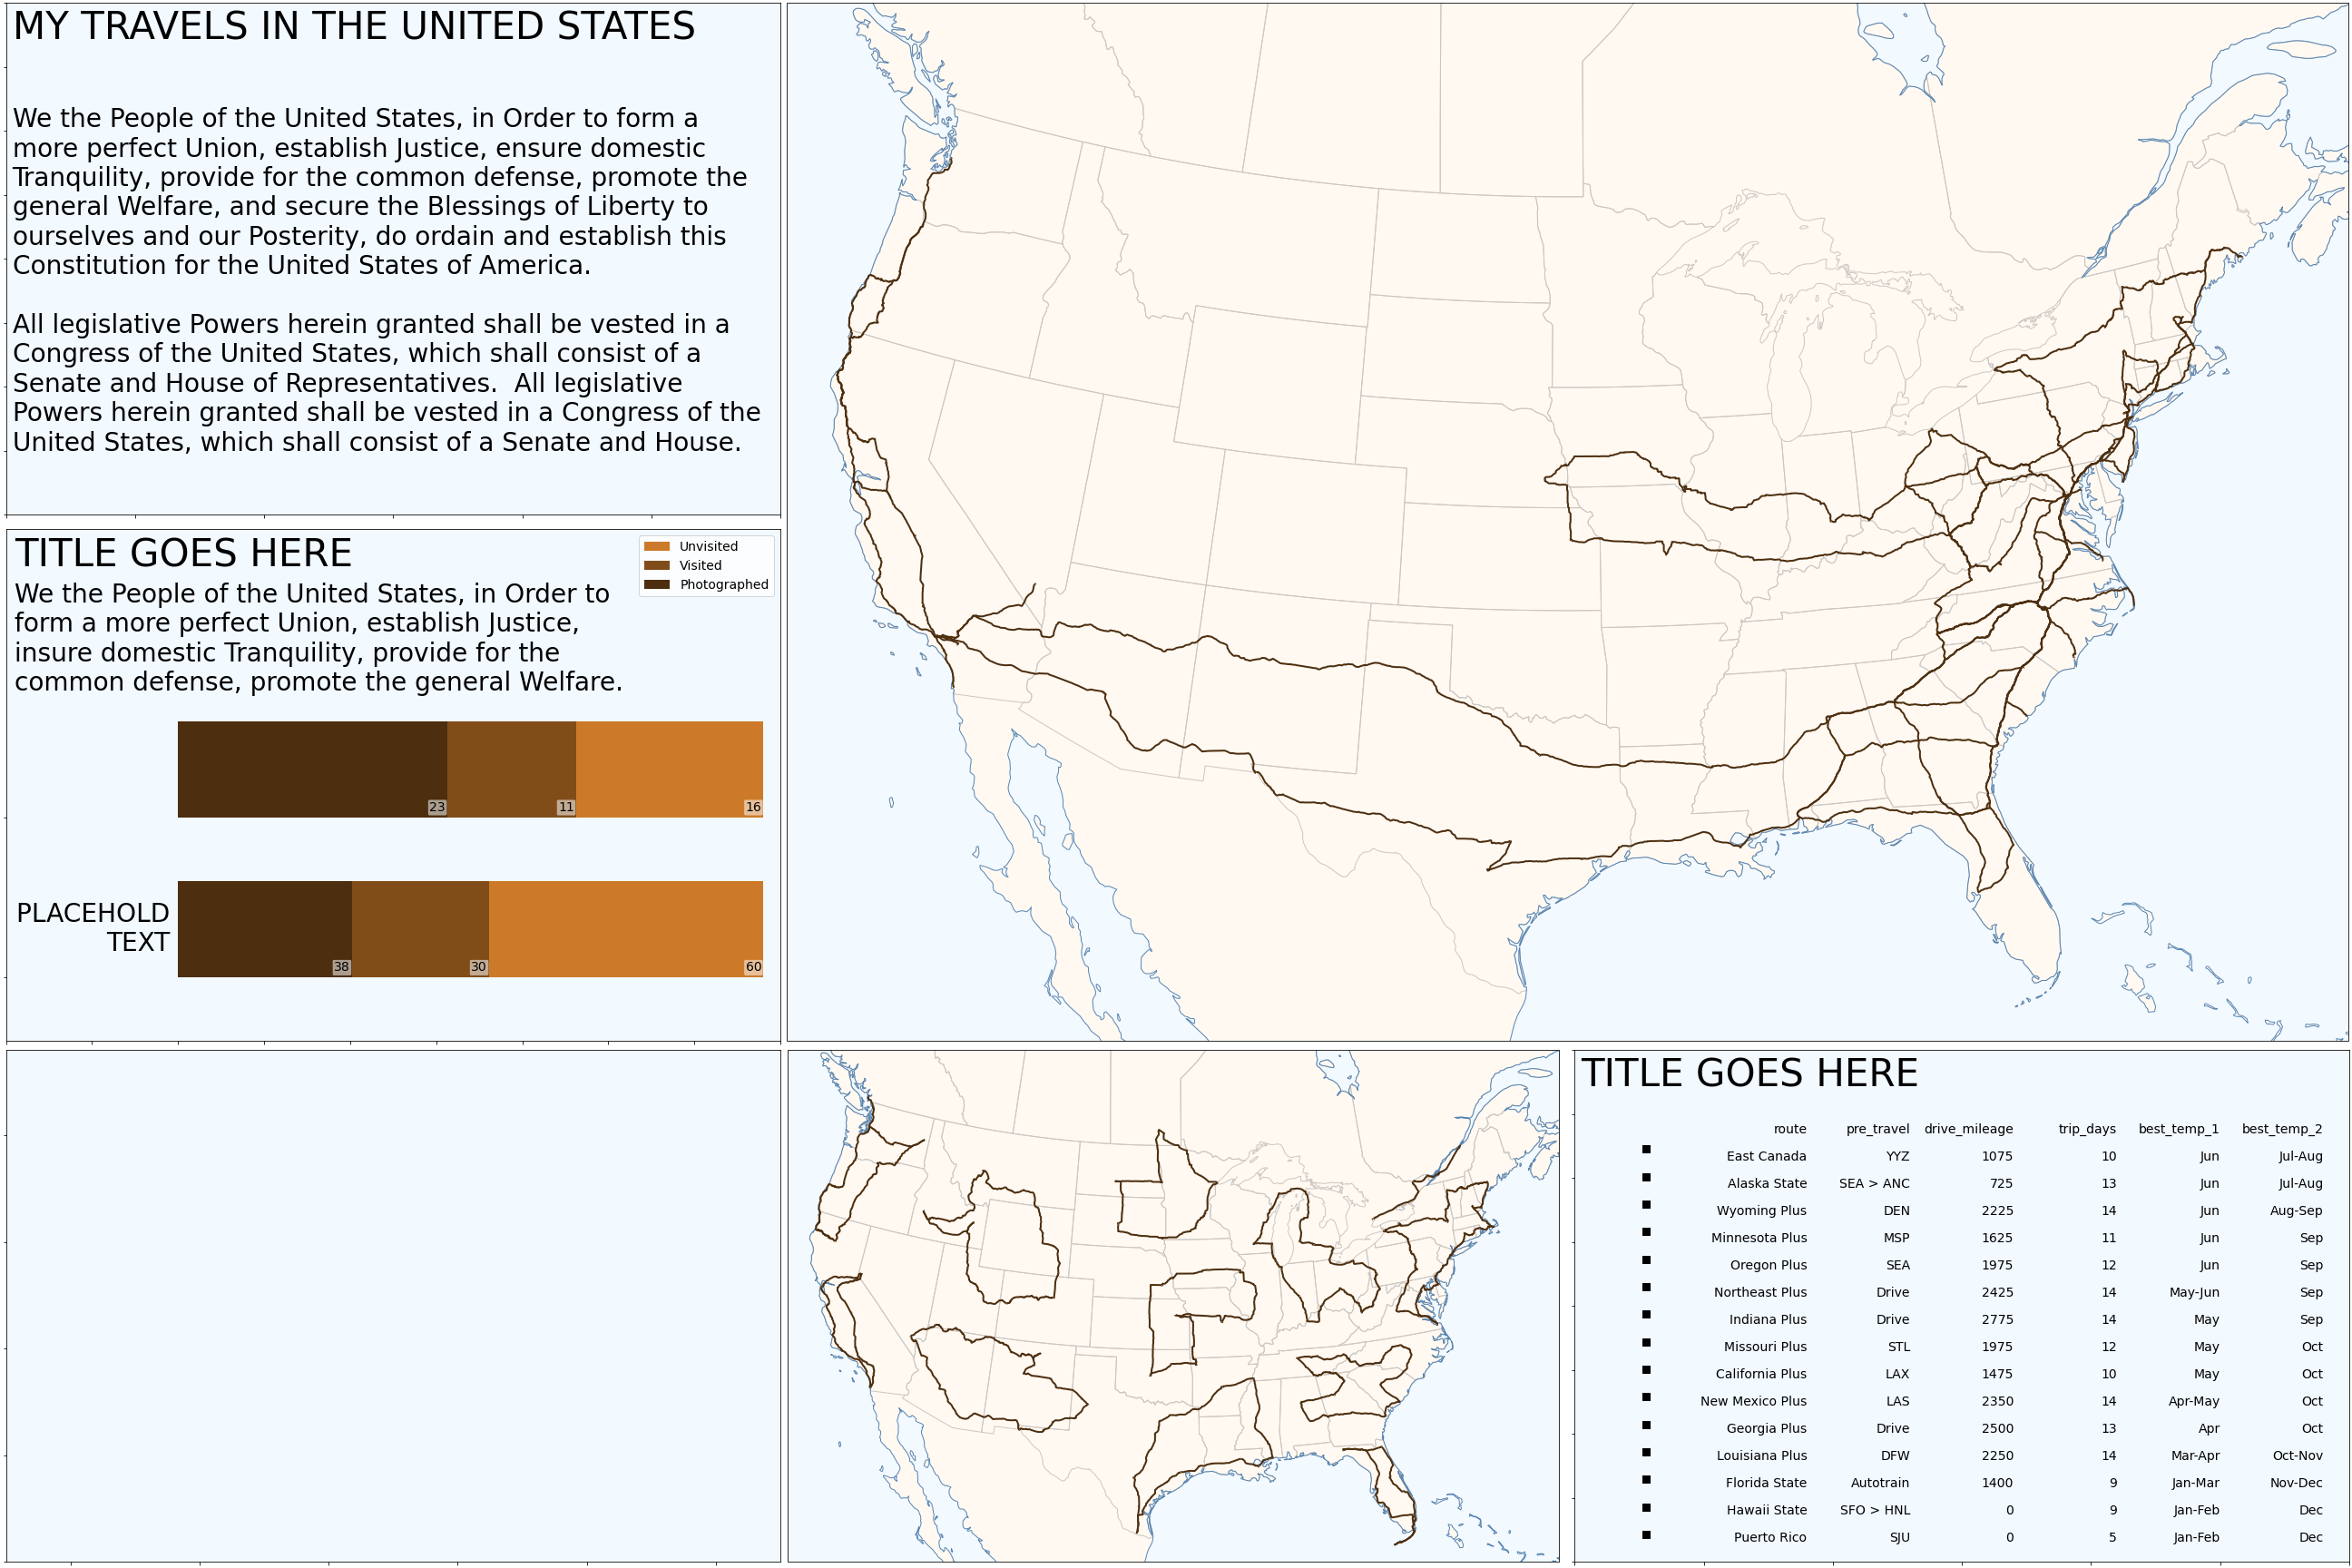 MY TRAVELS IN THE UNITED STATES
We the People of the United States, in Order to form a
more perfect Union, establish Justice, ensure domestic
Tranquility, provide for the common defense, promote the
general Welfare, and secure the Blessings of Liberty to
ourselves and our Posterity, do ordain and establish this
Constitution for the United States of America.
All legislative Powers herein granted shall be vested in a
Congress of the United States, which shall consist of a
Senate and House of Representatives.  All legislative
Powers herein granted shall be vested in a Congress of the
United States, which shall consist of a Senate and House.
TITLE GOES HERE
Unvisited
Visited
Photographed
We the People of the United States, in Order to
form a more perfect Union, establish Justice,
insure domestic Tranquility, provide for the
common defense, promote the general Welfare.
23 11 16
PLACEHOLD
TEXT
38 30 60
TITLE GOES HERE
route pre_travel drive_mileage trip_days best_temp_1 best_temp_2
East Canada YYZ 1075 10 Jun Jul-Aug
Alaska State SEA > ANC 725 13 Jun Jul-Aug
Wyoming Plus DEN 2225 14 Jun Aug-Sep
Minnesota Plus MSP 1625 11 Jun Sep
Oregon Plus SEA 1975 12 Jun Sep
Northeast Plus Drive 2425 14 May-Jun Sep
Indiana Plus Drive 2775 14 May Sep
Missouri Plus STL 1975 12 May Oct
California Plus LAX 1475 10 May Oct
New Mexico Plus LAS 2350 14 Apr-May Oct
Georgia Plus Drive 2500 13 Apr Oct
Louisiana Plus DFW 2250 14 Mar-Apr Oct-Nov
Florida State Autotrain 1400 9 Jan-Mar Nov-Dec
Hawaii State SFO > HNL 0 9 Jan-Feb Dec
Puerto Rico SJU 0 5 Jan-Feb Dec